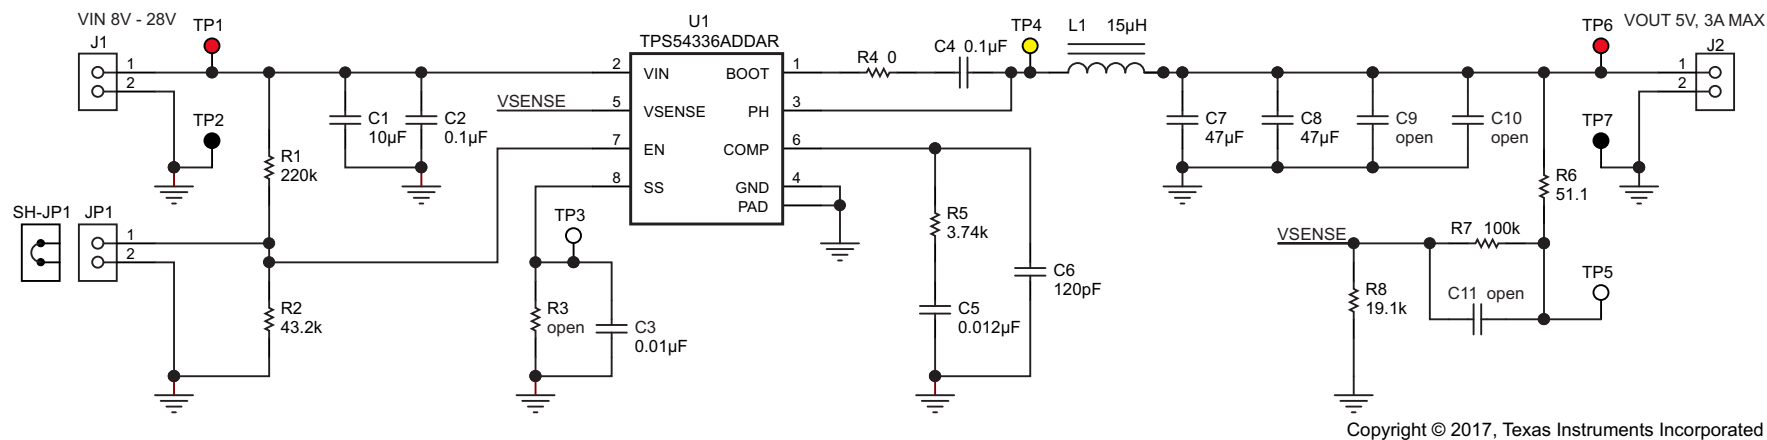 VIN 8V - 28V
J1
1
2
TP1
TP2
R1
220k
SH-JP1
JP1
1
2
R2
43.2k
C1
10µF
C2
0.1µF
U1
TPS54336ADDAR
VSENSE
2
5
7
8
VIN
VSENSE
EN
SS
BOOT
PH
COMP
GND
PAD
1
3
6
4
TP3
R3
open
C3
0.01µF
R4 0
C4 0.1µF
TP4
L1 15µH
R5
3.74k
C5
0.012µF
C6
120pF
C7
47µF
C8
47µF
C9
open
C10
open
TP6
VOUT 5V, 3A MAX
J2
1
2
TP7
R6
51.1
VSENSE
R7 100k
R8
19.1k
C11 open
TP5
Copyright © 2017, Texas Instruments Incorporated